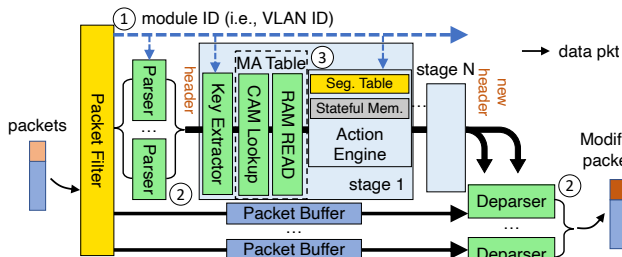 ① module ID (i.e., VLAN ID)
data pkt
packets
Packet Filter
Parser
...
Parser
②
header
Key Extractor
MA Table
CAM Lookup
RAM READ
③
Seg. Table
Stateful Mem.
Action
Engine
stage 1
...
stage N
header
new
Packet Buffer
...
Packet Buffer
Deparser
...
Deparser
②
Modif
packe